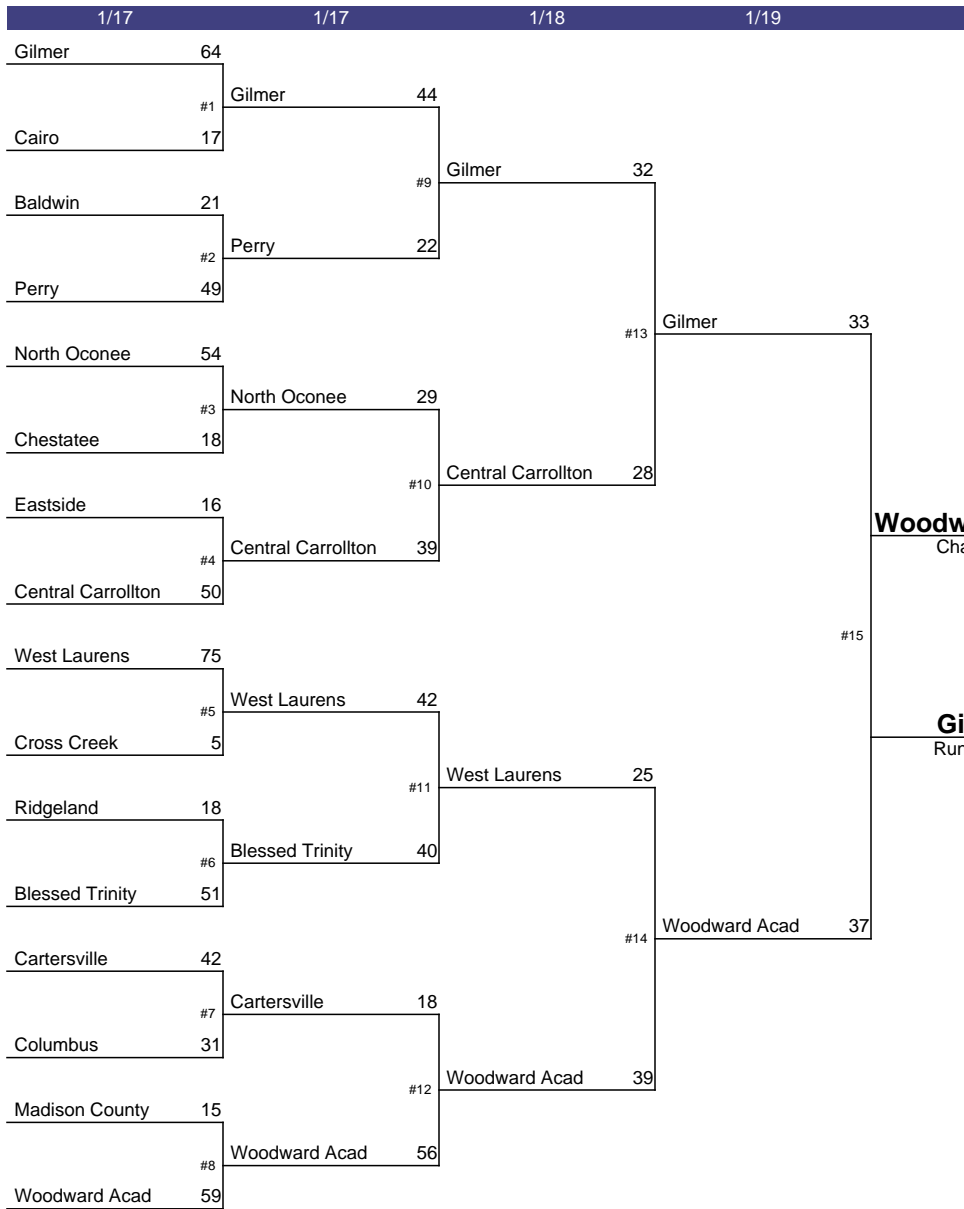 1/17 1/17 1/18 1/19
Gilmer 64
#1 Gilmer 44
Cairo 17
#9 Gilmer 32
Baldwin 21
#2 Perry 22
Perry 49
#13 Gilmer 33
North Oconee 54
#3 North Oconee 29
Chestatee 18
#10 Central Carrollton 28
Eastside 16
#4 Central Carrollton 39
Central Carrollton 50
Woodw
Cha
#15
West Laurens 75
#5 West Laurens 42
Cross Creek 5
Gi
Run
#11 West Laurens 25
Ridgeland 18
#6 Blessed Trinity 40
Blessed Trinity 51
#14 Woodward Acad 37
Cartersville 42
#7 Cartersville 18
Columbus 31
#12 Woodward Acad 39
Madison County 15
#8 Woodward Acad 56
Woodward Acad 59